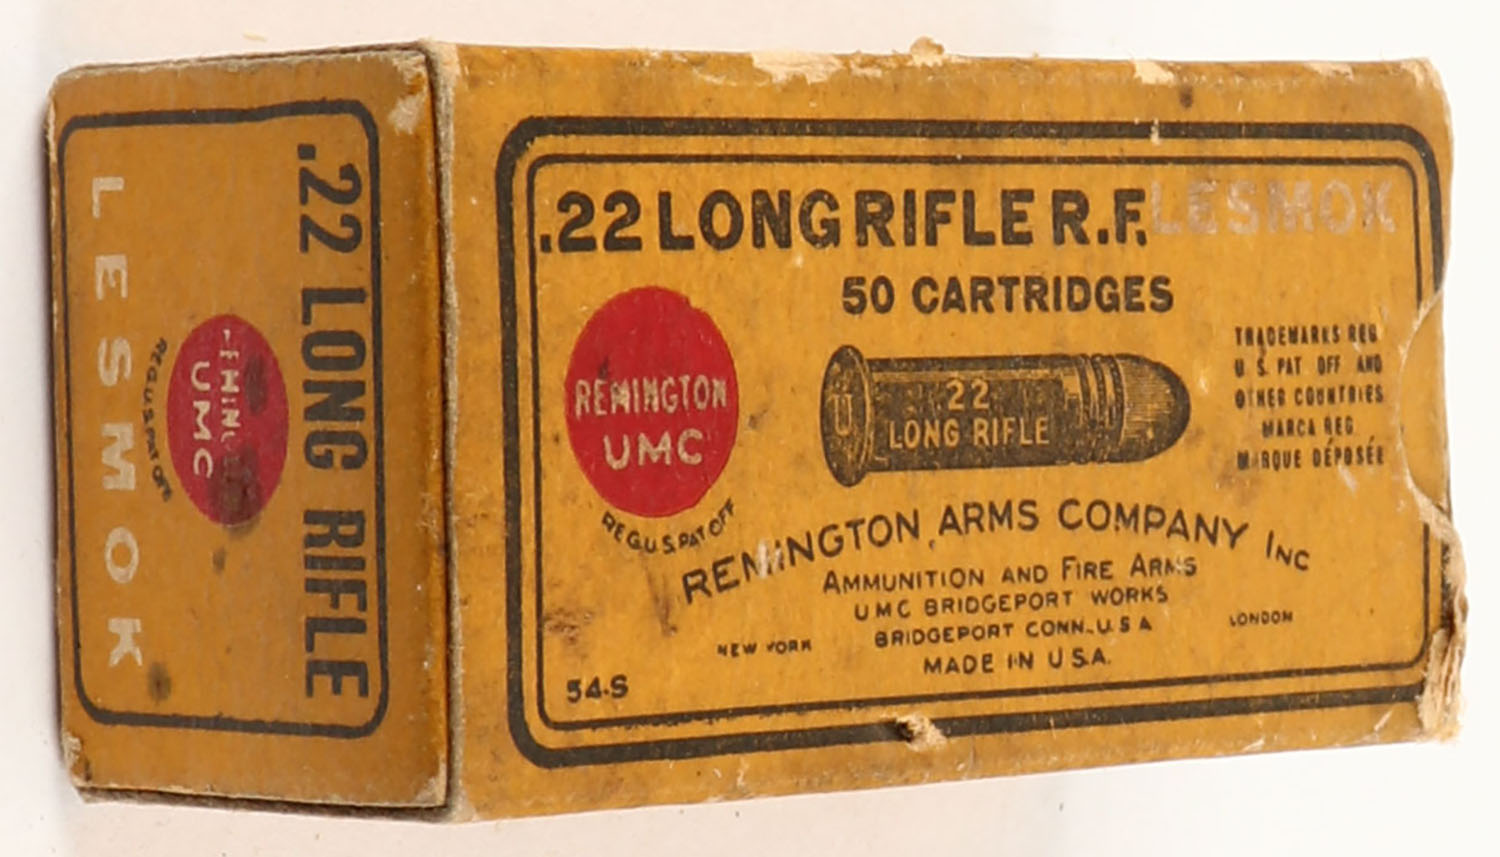 .22 LONG RIFLE
UMC
REG.U.S.PAT.OFF.
LESMOK
.22 LONG RIFLE R.F. LESMOK
50 CARTRIDGES
REMINGTON
UMC
REG.U.S.PAT.OFF.
U
22
LONG RIFLE
TRADEMARKS REG.
U.S. PAT. OFF. AND
OTHER COUNTRIES
MARCA REG.
MARQUE DÉPOSÉE
REMINGTON ARMS COMPANY INC
AMMUNITION AND FIRE ARMS
UMC BRIDGEPORT WORKS
NEW YORK BRIDGEPORT CONN. U.S.A. LONDON
MADE IN U.S.A.
54-S